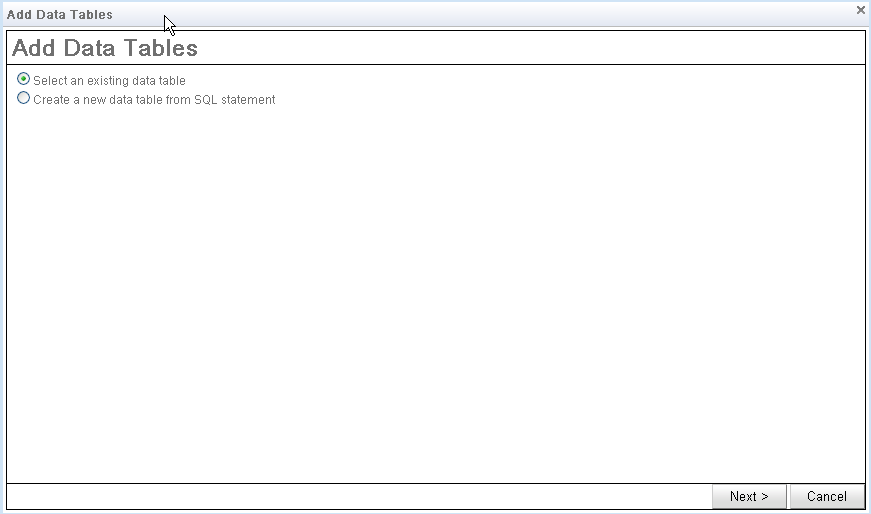 Add Data Tables
Add Data Tables
Select an existing data table
Create a new data table from SQL statement
Next >
Cancel